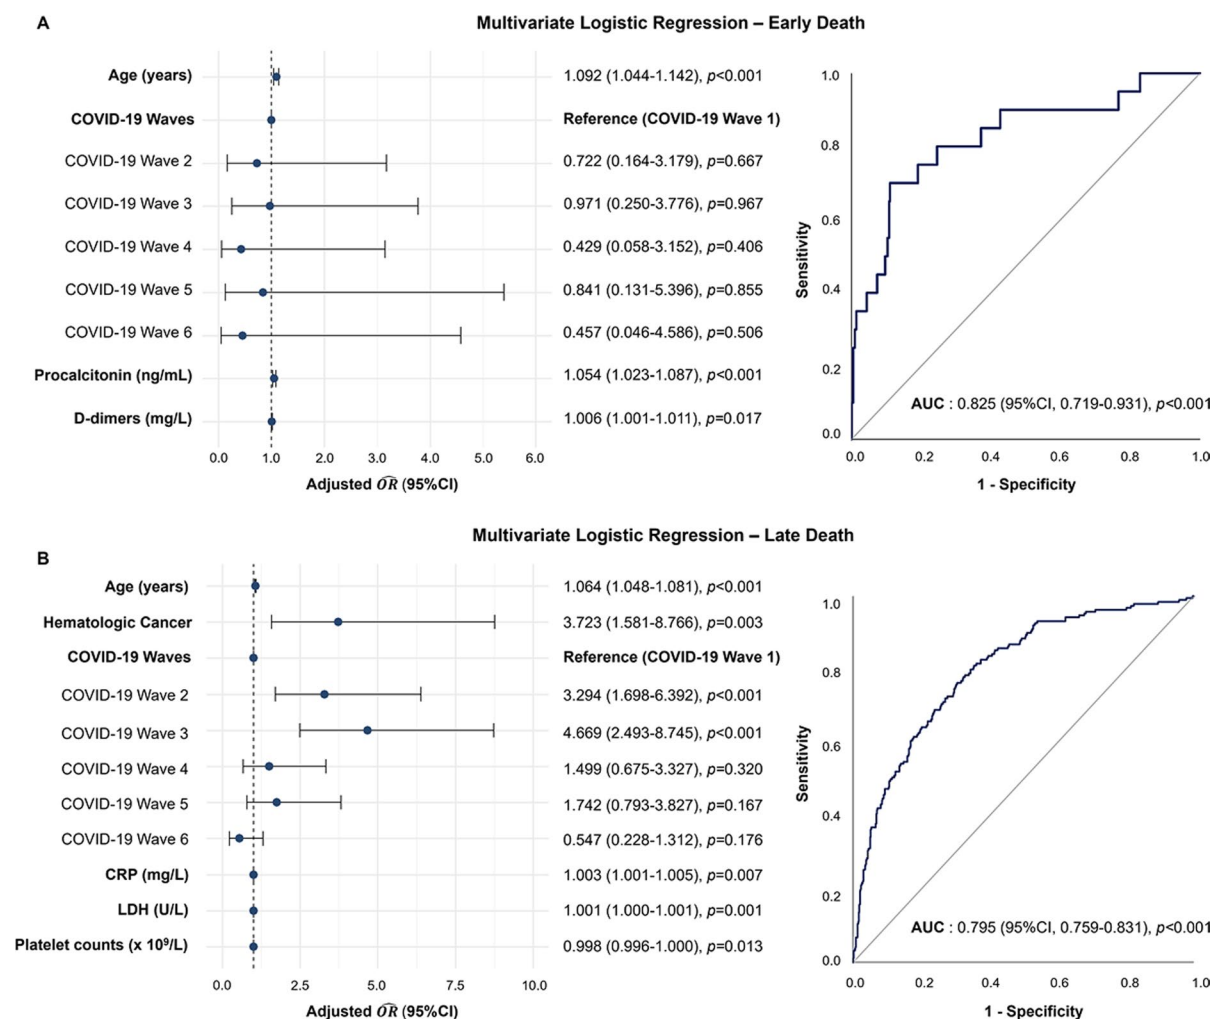 A
Multivariate Logistic Regression – Early Death
Age (years) 1.092 (1.044-1.142), p<0.001
COVID-19 Waves Reference (COVID-19 Wave 1)
COVID-19 Wave 2 0.722 (0.164-3.179), p=0.667
COVID-19 Wave 3 0.971 (0.250-3.776), p=0.967
COVID-19 Wave 4 0.429 (0.058-3.152), p=0.406
COVID-19 Wave 5 0.841 (0.131-5.396), p=0.855
COVID-19 Wave 6 0.457 (0.046-4.586), p=0.506
Procalcitonin (ng/mL) 1.054 (1.023-1.087), p<0.001
D-dimers (mg/L) 1.006 (1.001-1.011), p=0.017
0.0 1.0 2.0 3.0 4.0 5.0 6.0
Adjusted O͡R (95%CI)
1.0
0.8
0.6
0.4
0.2
0.0
Sensitivity
AUC : 0.825 (95%CI, 0.719-0.931), p<0.001
0.0 0.2 0.4 0.6 0.8 1.0
1 - Specificity
Multivariate Logistic Regression – Late Death
B
Age (years) 1.064 (1.048-1.081), p<0.001
Hematologic Cancer 3.723 (1.581-8.766), p=0.003
COVID-19 Waves Reference (COVID-19 Wave 1)
COVID-19 Wave 2 3.294 (1.698-6.392), p<0.001
COVID-19 Wave 3 4.669 (2.493-8.745), p<0.001
COVID-19 Wave 4 1.499 (0.675-3.327), p=0.320
COVID-19 Wave 5 1.742 (0.793-3.827), p=0.167
COVID-19 Wave 6 0.547 (0.228-1.312), p=0.176
CRP (mg/L) 1.003 (1.001-1.005), p=0.007
LDH (U/L) 1.001 (1.000-1.001), p=0.001
Platelet counts (x 10⁹/L) 0.998 (0.996-1.000), p=0.013
0.0 2.5 5.0 7.5 10.0
Adjusted O͡R (95%CI)
1.0
0.8
0.6
0.4
0.2
0.0
Sensitivity
AUC : 0.795 (95%CI, 0.759-0.831), p<0.001
0.0 0.2 0.4 0.6 0.8 1.0
1 - Specificity